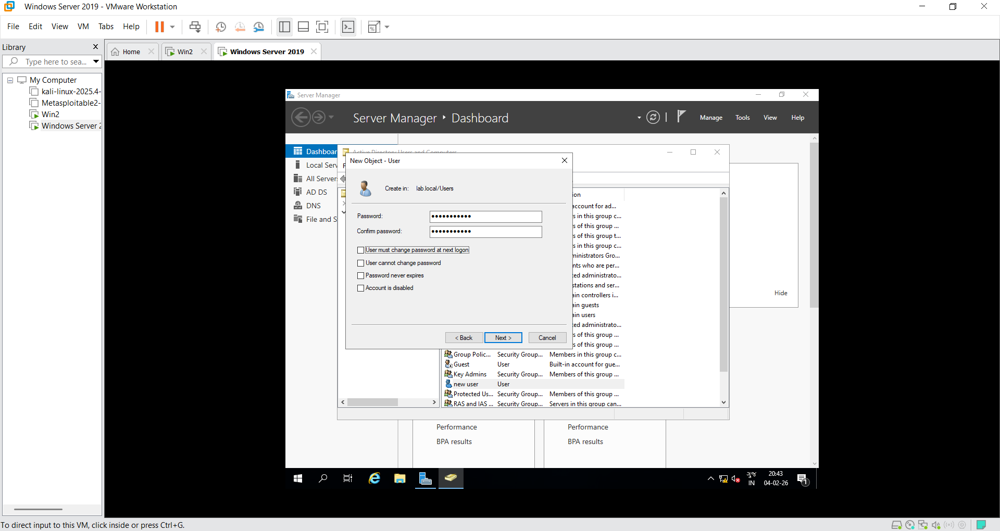 Windows Server 2019 - VMware Workstation
File Edit View VM Tabs Help
Library
Type here to sea...
My Computer
kali-linux-2025.4-
Metasploitable2-
Win2
Windows Server 2
Home
Win2
Windows Server 2019
Server Manager
Server Manager Dashboard
Manage Tools View Help
Dashboar
Local Serv
All Server
AD DS
DNS
File and S
Active Directory Users and Computers
New Object - User
Create in: lab.local/Users
Password: •••••••••••
Confirm password: •••••••••••
User must change password at next logon
User cannot change password
Password never expires
Account is disabled
< Back
Next >
Cancel
ion
account for ad...
s in this group c...
s of this group ...
s of this group t...
s in this group c...
ministrators Gro...
nts who are per...
ted administrato...
stations and ser...
ain controllers i...
ain guests
ain users
ted administrato...
s of this group ...
s of this group ...
Group Polic... Security Group... Members in this group c...
Guest User Built-in account for gue...
Key Admins Security Group... Members of this group ...
new user User
Protected Us... Security Group... Members of this group ...
RAS and IAS ... Security Group... Servers in this group can...
Hide
Performance
BPA results
Performance
BPA results
ગુજ
IN
20:43
04-02-26
1
To direct input to this VM, click inside or press Ctrl+G.